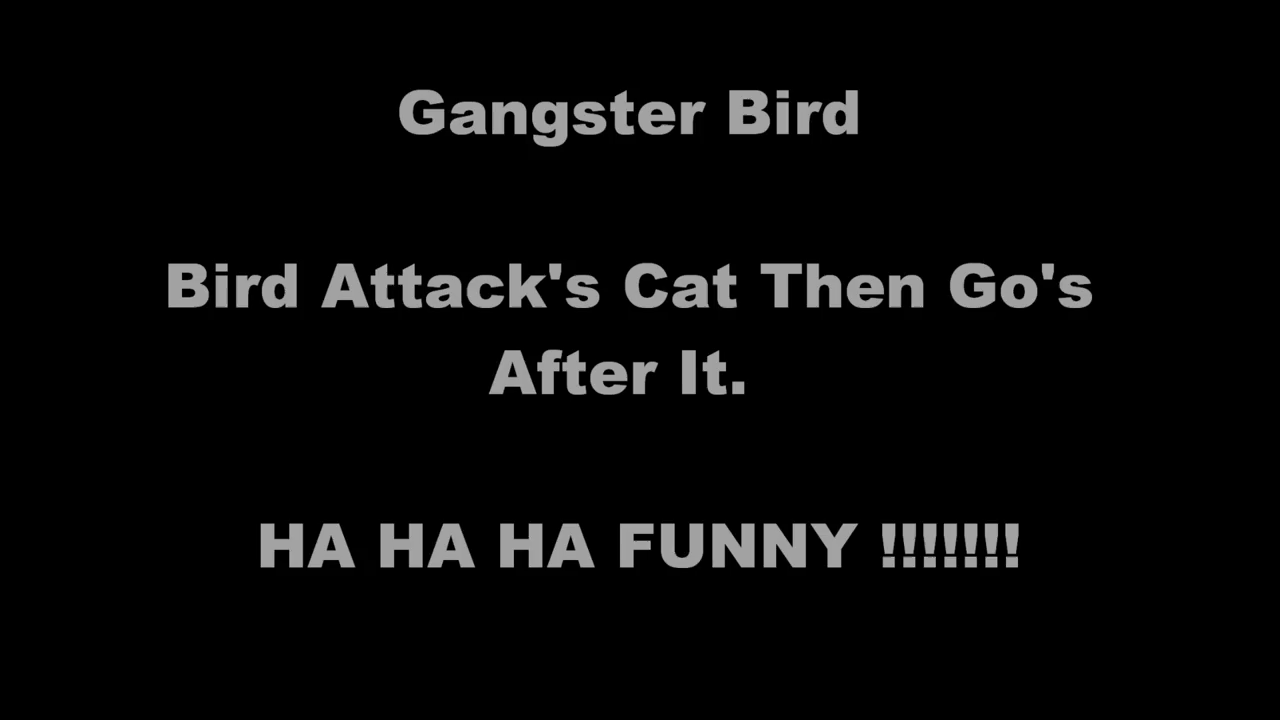 Gangster Bird
Bird Attack's Cat Then Go's
After It.
HA HA HA FUNNY !!!!!!!